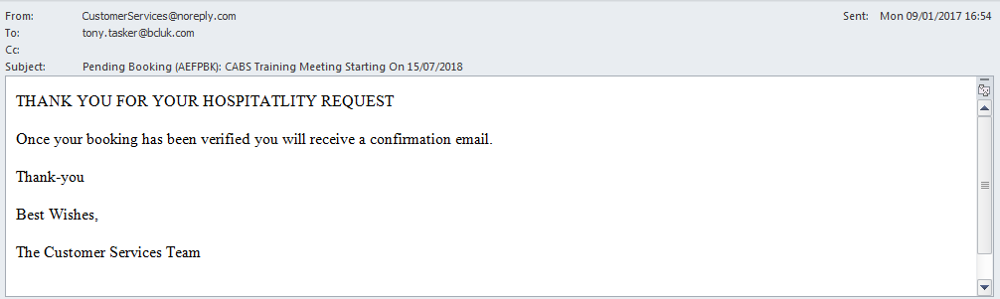 From: CustomerServices@noreply.com Sent: Mon 09/01/2017 16:54
To: tony.tasker@bcluk.com
Cc:
Subject: Pending Booking (AEFPBK): CABS Training Meeting Starting On 15/07/2018
THANK YOU FOR YOUR HOSPITATLITY REQUEST
Once your booking has been verified you will receive a confirmation email.
Thank-you
Best Wishes,
The Customer Services Team